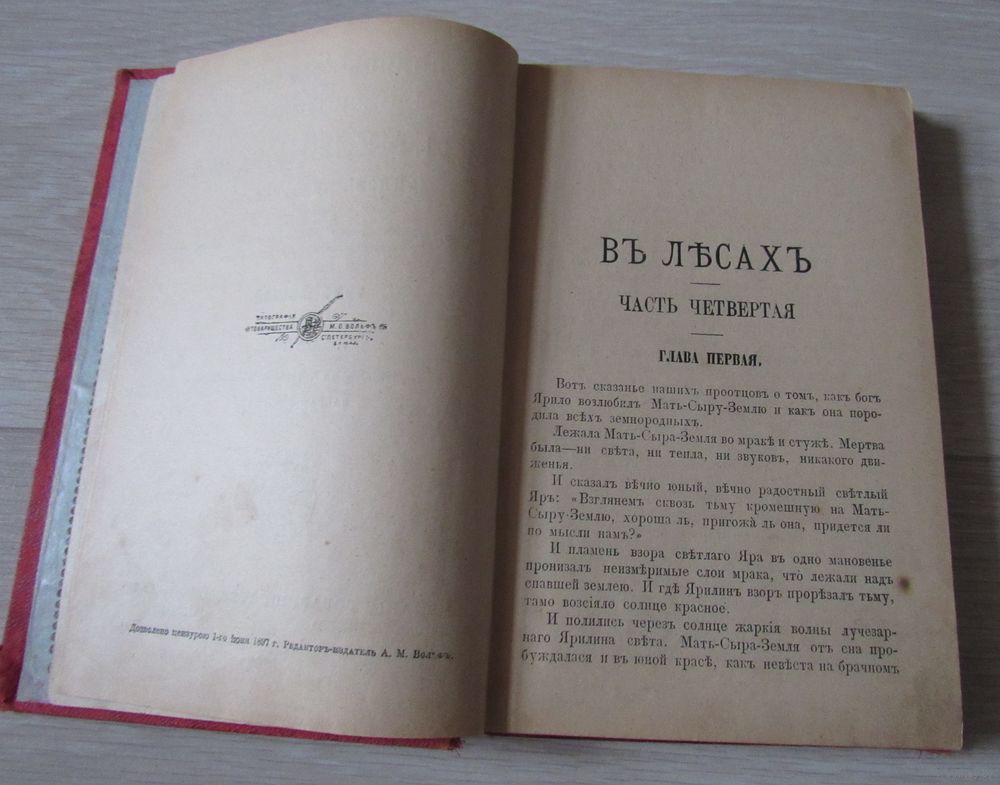 ТИПОГРАФІЯ
ТОВАРИЩЕСТВА
М. О. ВОЛЬФЪ
С-ПЕТЕРБУРГЪ
Дозволено цензурою 1-го іюня 1897 г. Редакторъ-издатель А. М. Вольфъ.
ВЪ ЛѢСАХЪ
ЧАСТЬ ЧЕТВЕРТАЯ
ГЛАВА ПЕРВАЯ.
Вотъ сказанье нашихъ проотцовъ о томъ, какъ богъ
Ярило возлюбилъ Мать-Сыру-Землю и какъ она поро-
дила всѣхъ земнородныхъ.
Лежала Мать-Сыра-Земля во мракѣ и стужѣ. Мертва
была—ни свѣта, ни тепла, ни звуковъ, никакого дви-
женья.
И сказалъ вѣчно юный, вѣчно радостный свѣтлый
Яръ: «Взглянемъ сквозь тьму кромешную на Мать-
Сыру-Землю, хороша ль, пригожа̀ ль она, придется ли
по мысли намъ?»
И пламень взора свѣтлаго Яра въ одно мановенье
пронизалъ неизмѣримые слои мрака, что̀ лежали надъ
спавшей землею. И гдѣ Ярилинъ взоръ прорѣзалъ тьму,
тамо возсіяло солнце красное.
И полились черезъ солнце жаркія волны лучезар-
наго Ярилина свѣта. Мать-Сыра-Земля отъ сна про-
буждалася и въ юной красѣ, какъ невѣста на брачномъ